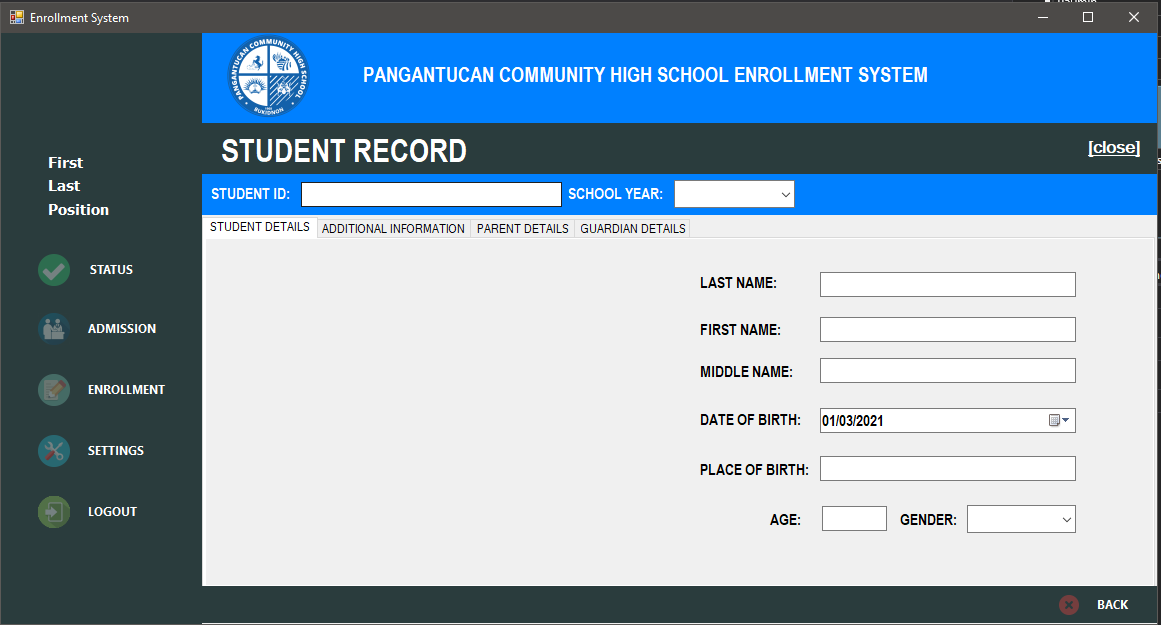 Enrollment System
PANGANTUCAN COMMUNITY HIGH SCHOOL
BUKIDNON
PANGANTUCAN COMMUNITY HIGH SCHOOL ENROLLMENT SYSTEM
STUDENT RECORD
[close]
First
Last
Position
STATUS
ADMISSION
ENROLLMENT
SETTINGS
LOGOUT
STUDENT ID:
SCHOOL YEAR:
STUDENT DETAILS
ADDITIONAL INFORMATION
PARENT DETAILS
GUARDIAN DETAILS
LAST NAME:
FIRST NAME:
MIDDLE NAME:
DATE OF BIRTH: 01/03/2021
PLACE OF BIRTH:
AGE:
GENDER:
BACK